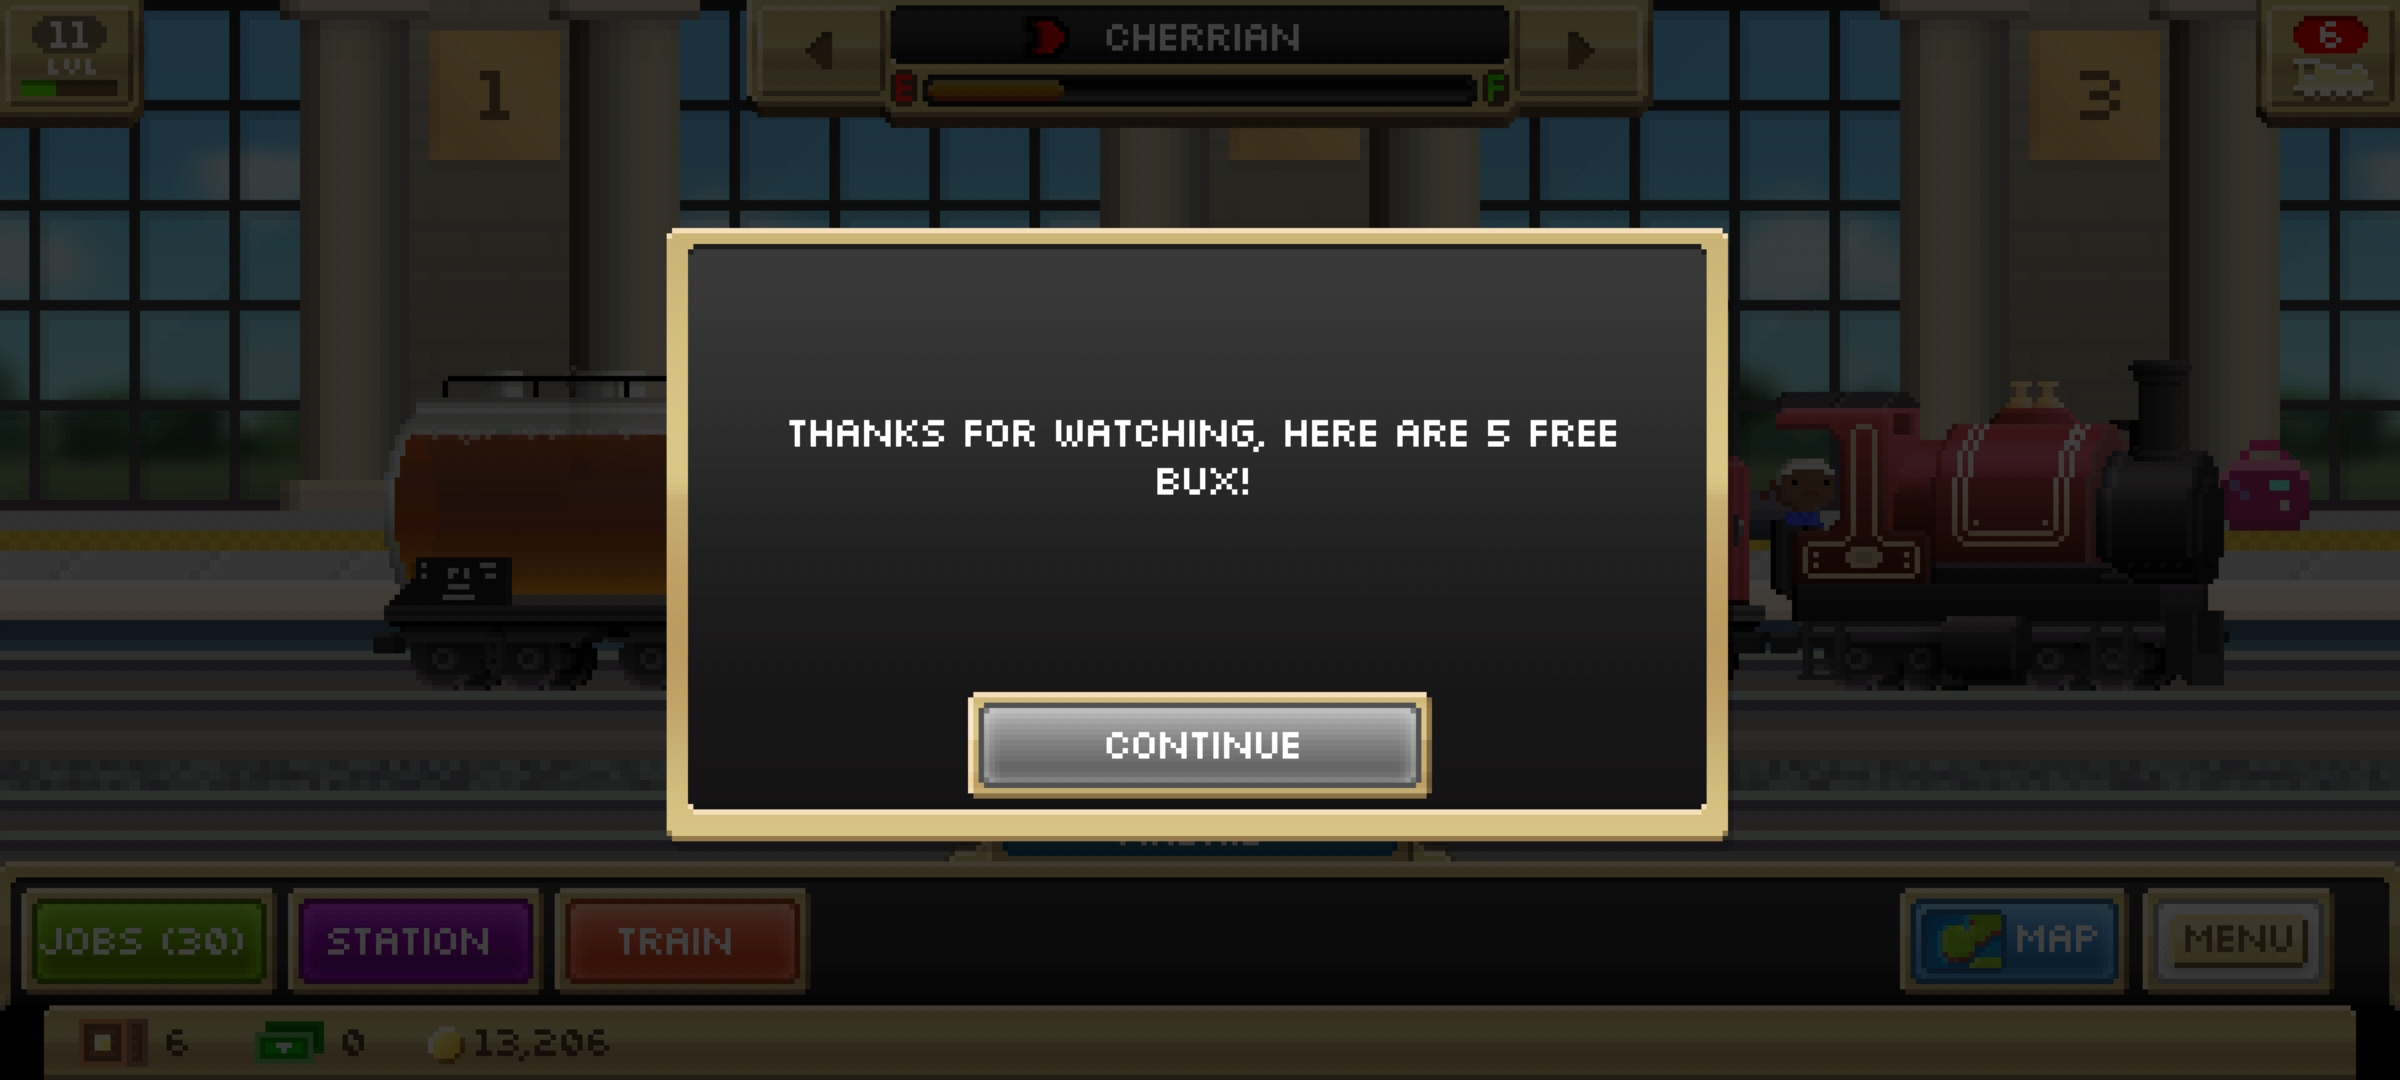 11
LVL
1
CHERRIAN
E
F
6
3
THANKS FOR WATCHING, HERE ARE 5 FREE
BUX!
CONTINUE
JOBS (30)
STATION
TRAIN
MAP
MENU
6
0
13,206